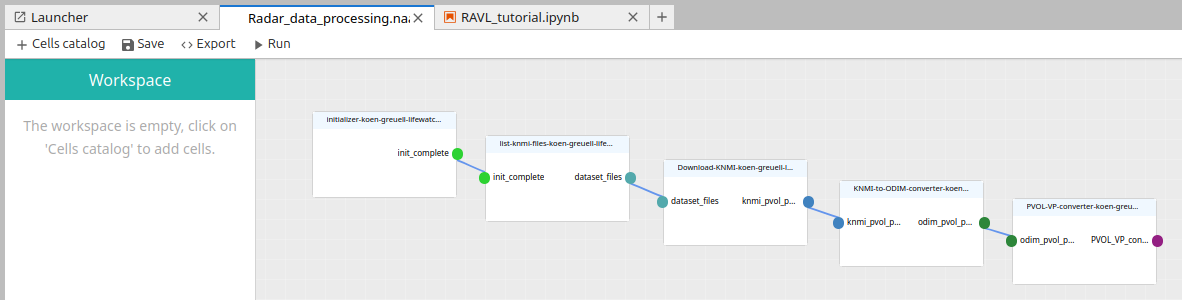 Launcher
Radar_data_processing.na
RAVL_tutorial.ipynb
Cells catalog
Save
Export
Run
Workspace
The workspace is empty, click on
'Cells catalog' to add cells.
initializer-koen-greuell-lifewatc...
init_complete
list-knmi-files-koen-greuell-life...
init_complete
dataset_files
Download-KNMI-koen-greuell-l...
dataset_files
knmi_pvol_p...
KNMI-to-ODIM-converter-koen...
knmi_pvol_p...
odim_pvol_p...
PVOL-VP-converter-koen-greu...
odim_pvol_p...
PVOL_VP_con...